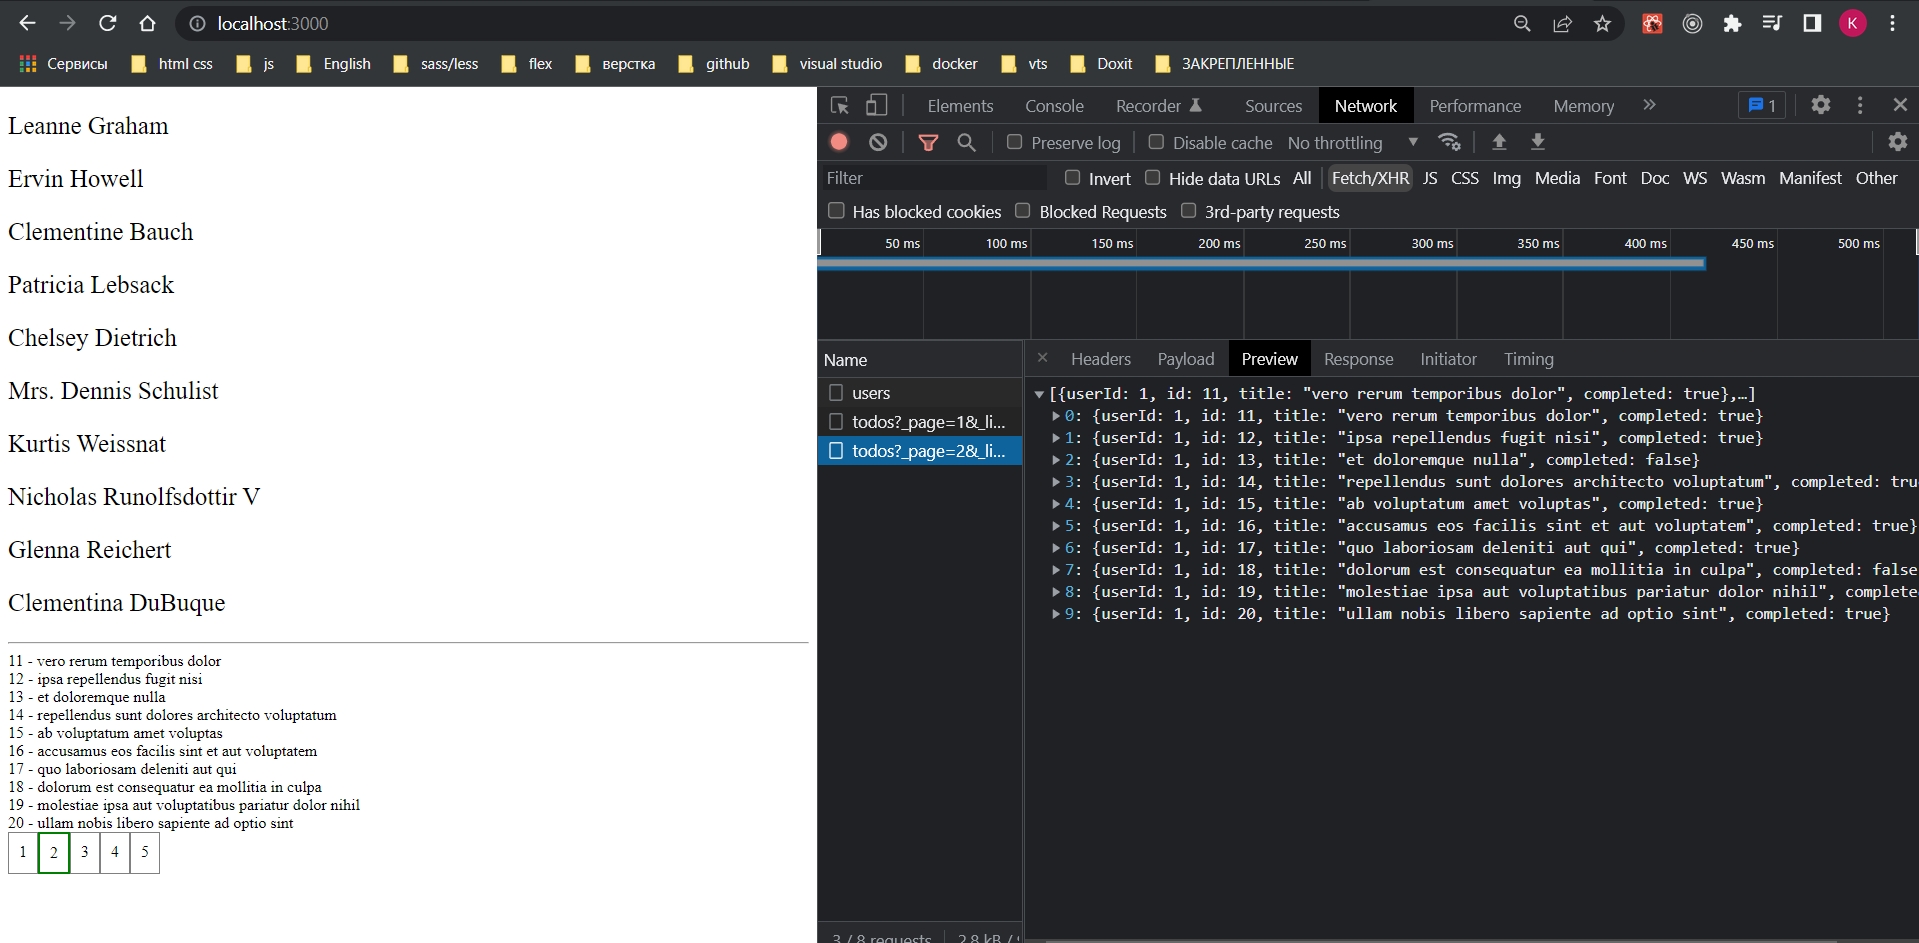 localhost:3000
K
Сервисы html css js English sass/less flex верстка github visual studio docker vts Doxit ЗАКРЕПЛЕННЫЕ
Leanne Graham
Ervin Howell
Clementine Bauch
Patricia Lebsack
Chelsey Dietrich
Mrs. Dennis Schulist
Kurtis Weissnat
Nicholas Runolfsdottir V
Glenna Reichert
Clementina DuBuque
11 - vero rerum temporibus dolor
12 - ipsa repellendus fugit nisi
13 - et doloremque nulla
14 - repellendus sunt dolores architecto voluptatum
15 - ab voluptatum amet voluptas
16 - accusamus eos facilis sint et aut voluptatem
17 - quo laboriosam deleniti aut qui
18 - dolorum est consequatur ea mollitia in culpa
19 - molestiae ipsa aut voluptatibus pariatur dolor nihil
20 - ullam nobis libero sapiente ad optio sint
1 2 3 4 5
Elements Console Recorder Sources Network Performance Memory » 1
Preserve log Disable cache No throttling
Filter Invert Hide data URLs All Fetch/XHR JS CSS Img Media Font Doc WS Wasm Manifest Other
Has blocked cookies Blocked Requests 3rd-party requests
50 ms 100 ms 150 ms 200 ms 250 ms 300 ms 350 ms 400 ms 450 ms 500 ms
Name
users
todos?_page=1&_li...
todos?_page=2&_li...
Headers Payload Preview Response Initiator Timing
[{userId: 1, id: 11, title: "vero rerum temporibus dolor", completed: true},…]
0: {userId: 1, id: 11, title: "vero rerum temporibus dolor", completed: true}
1: {userId: 1, id: 12, title: "ipsa repellendus fugit nisi", completed: true}
2: {userId: 1, id: 13, title: "et doloremque nulla", completed: false}
3: {userId: 1, id: 14, title: "repellendus sunt dolores architecto voluptatum", completed: tru
4: {userId: 1, id: 15, title: "ab voluptatum amet voluptas", completed: true}
5: {userId: 1, id: 16, title: "accusamus eos facilis sint et aut voluptatem", completed: true}
6: {userId: 1, id: 17, title: "quo laboriosam deleniti aut qui", completed: true}
7: {userId: 1, id: 18, title: "dolorum est consequatur ea mollitia in culpa", completed: false
8: {userId: 1, id: 19, title: "molestiae ipsa aut voluptatibus pariatur dolor nihil", complete
9: {userId: 1, id: 20, title: "ullam nobis libero sapiente ad optio sint", completed: true}
3 / 8 requests 2.8 kB /